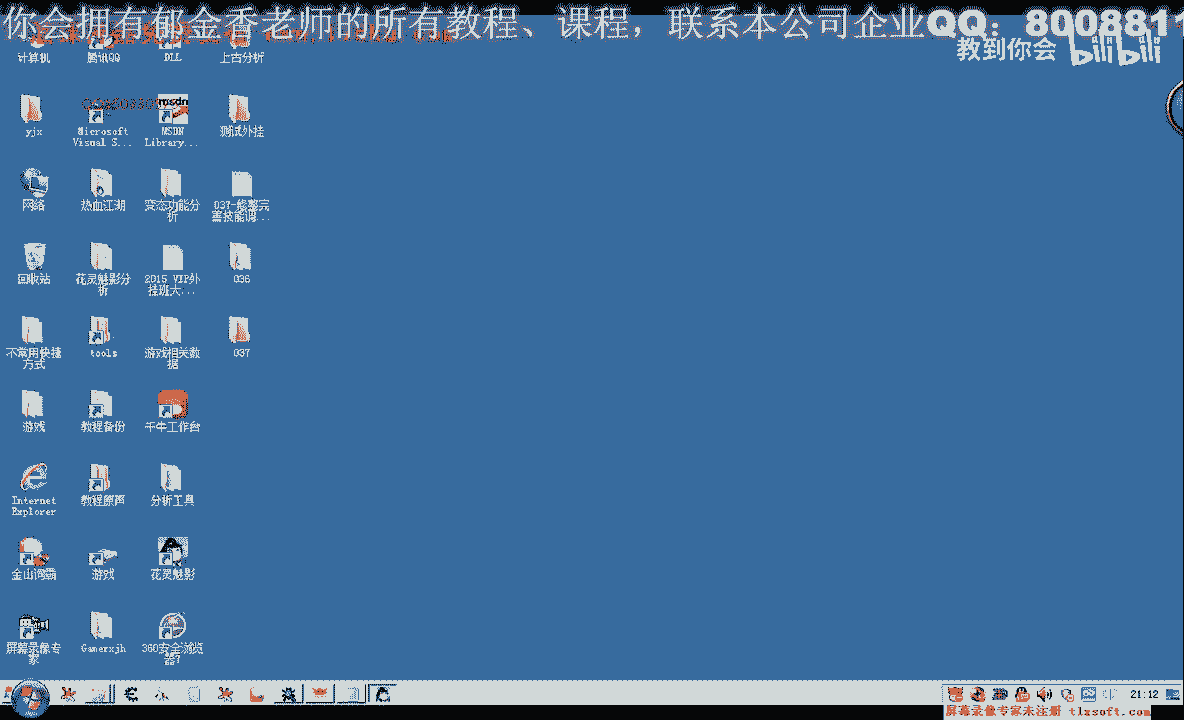 你会拥有郁金香老师的所有教程、课程，联系本公司企业QQ：8008811
教到你会 bilibili
计算机
腾讯QQ
DLL
上古分析
yjx
Microsoft
Visual S...
MSDN
Library...
测试外挂
网络
热血江湖
变态功能分
析
037-修整完
善技能调...
回收站
花灵魅影分
析
2015 VIP外
挂班大...
036
不常用快捷
方式
tools
游戏相关数
据
037
游戏
教程备份
千牛工作台
Internet
Explorer
教程原声
分析工具
金山词霸
游戏
花灵魅影
屏幕录像专
家
Gamerxjh
360安全浏览
器7
21:12
屏幕录像专家未注册 tlxsoft.com